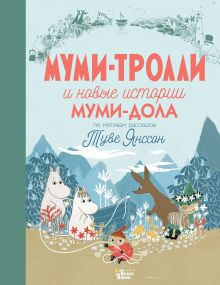 МУМИ-ТРОЛЛИ
и новые истории
МУМИ-ДОЛА
по мотивам рассказов
Туве Янссон